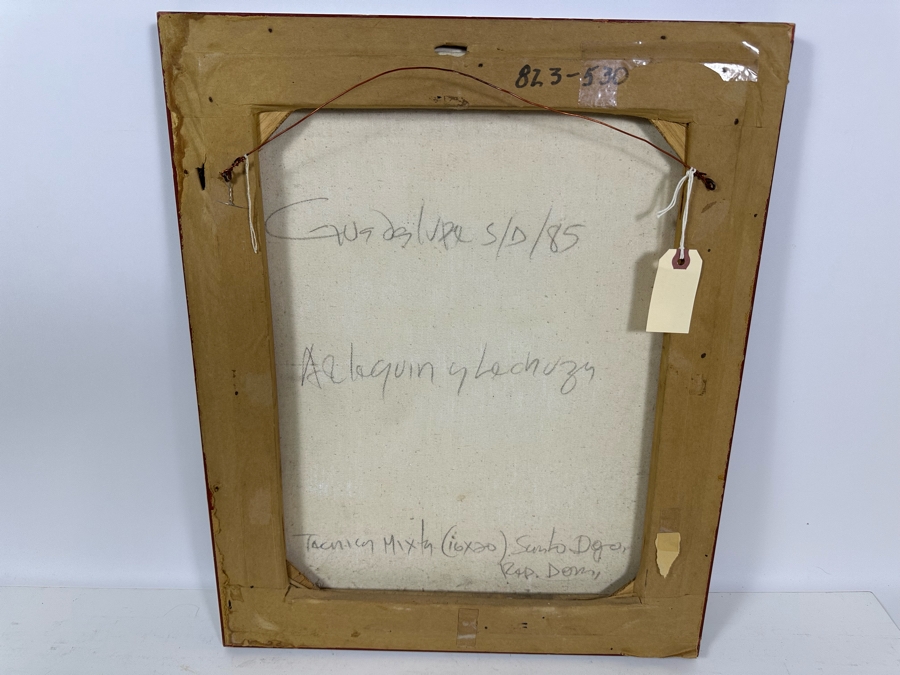 823-530
Guadalupe S/D/85
Arlequin y Lechuza
Tecnica Mixta (16x20) Santo Dgo,
Rep. Dom,